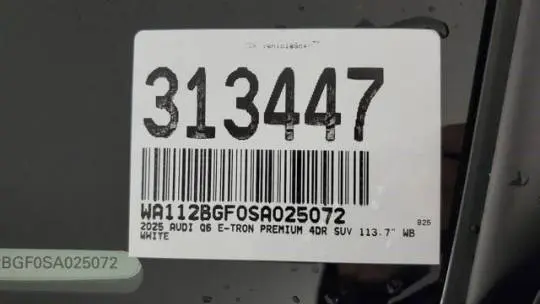 313447
WA112BGF0SA025072
825
2025 AUDI Q6 E-TRON PREMIUM 4DR SUV 113.7" WB
WHITE
BGF0SA025072